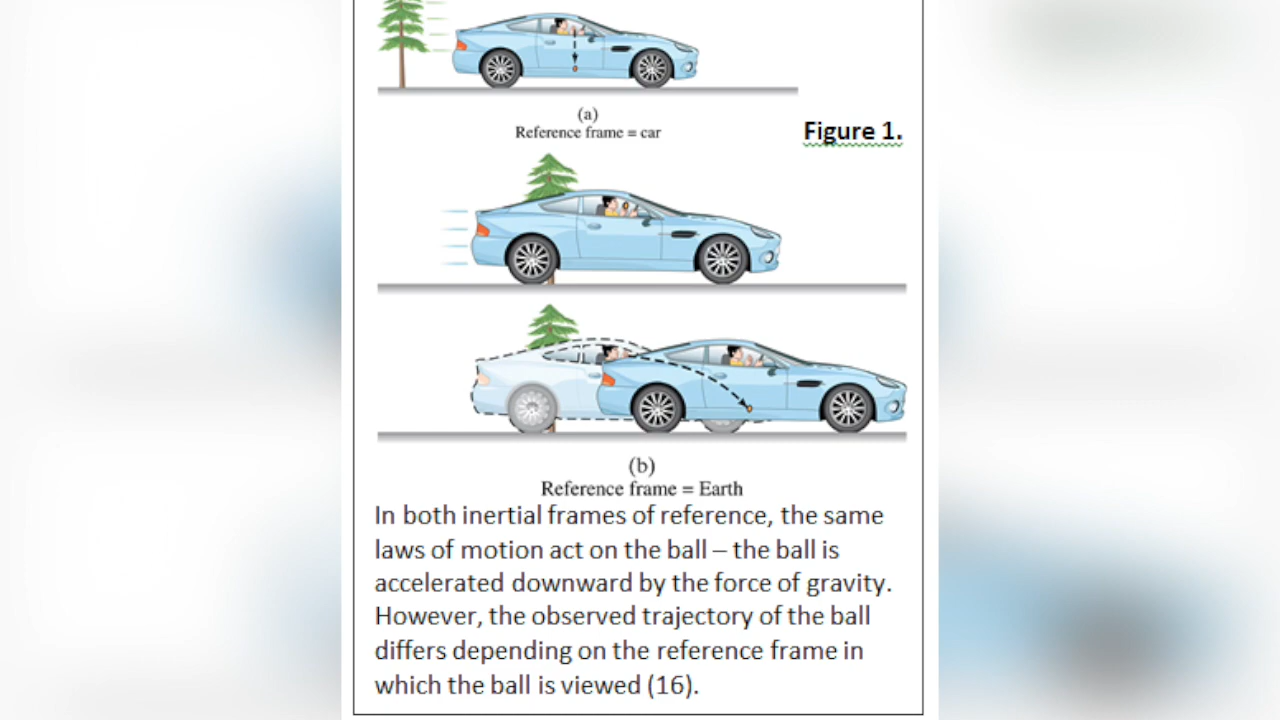 (a)
Reference frame = car
Figure 1.
(b)
Reference frame = Earth
In both inertial frames of reference, the same
laws of motion act on the ball – the ball is
accelerated downward by the force of gravity.
However, the observed trajectory of the ball
differs depending on the reference frame in
which the ball is viewed (16).